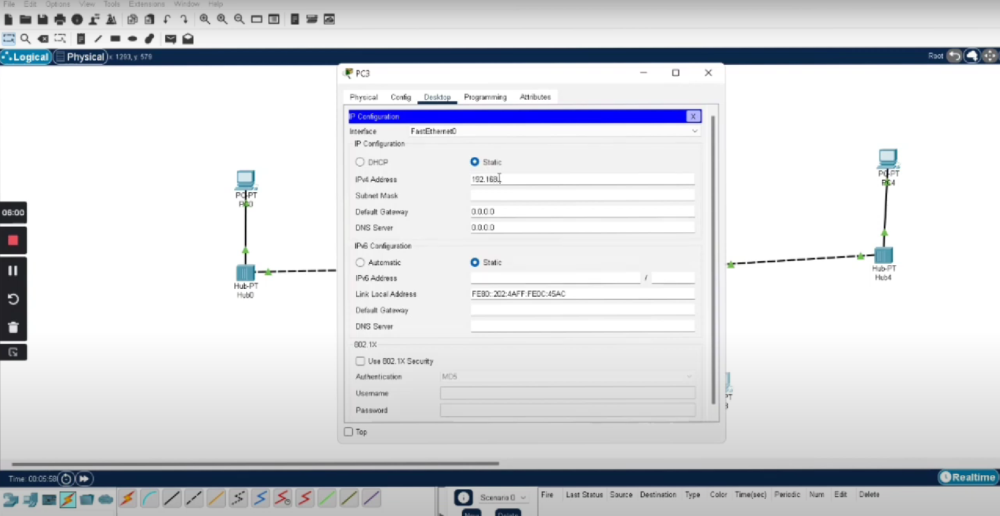 File Edit Options View Tools Extensions Window Help
Logical Physical x: 1293, y: 579 Root
PC3
Physical Config Desktop Programming Attributes
IP Configuration X
Interface FastEthernet0
IP Configuration
DHCP Static
IPv4 Address 192.168.
Subnet Mask
Default Gateway 0.0.0.0
DNS Server 0.0.0.0
IPv6 Configuration
Automatic Static
IPv6 Address /
Link Local Address FE80::202:4AFF:FE0C:45AC
Default Gateway
DNS Server
802.1X
Use 802.1X Security
Authentication MD5
Username
Password
Top
PC-PT
PC0
Hub-PT
Hub0
PC-PT
PC4
Hub-PT
Hub4
PT
3
06:00
Time: 00:05:58 Realtime
Scenario 0 Fire Last Status Source Destination Type Color Time(sec) Periodic Num Edit Delete
New Delete